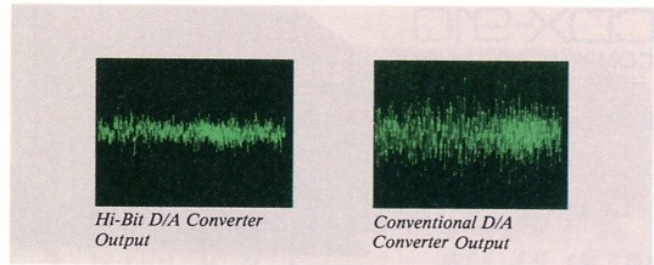 Hi-Bit D/A Converter
Output
Conventional D/A
Converter Output